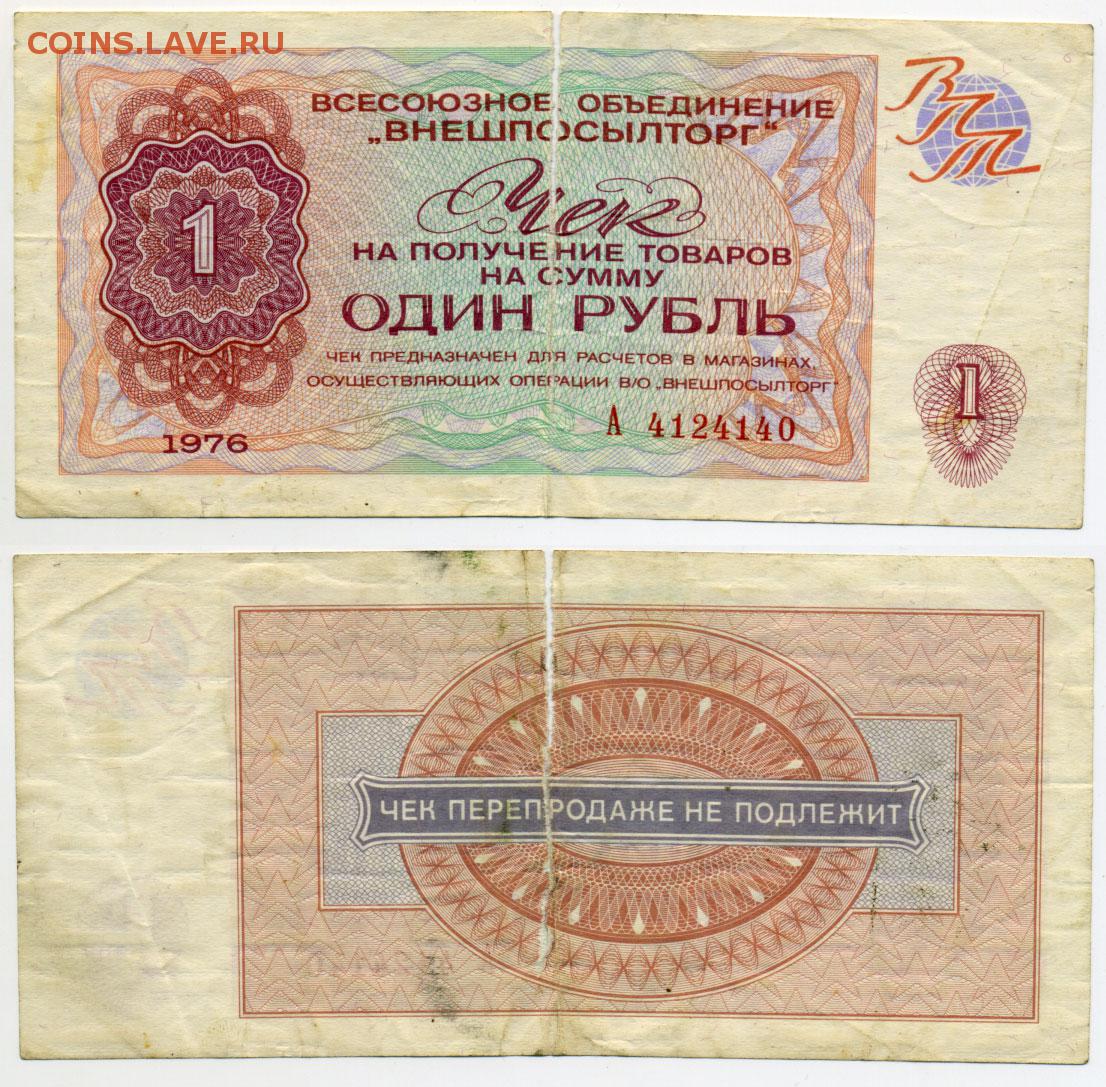 COINS.LAVE.RU
ВСЕСОЮЗНОЕ ОБЪЕДИНЕНИЕ
„ВНЕШПОСЫЛТОРГ“
ВПТ
Чек
НА ПОЛУЧЕНИЕ ТОВАРОВ
НА СУММУ
ОДИН РУБЛЬ
1
ЧЕК ПРЕДНАЗНАЧЕН ДЛЯ РАСЧЕТОВ В МАГАЗИНАХ,
ОСУЩЕСТВЛЯЮЩИХ ОПЕРАЦИИ В/О „ВНЕШПОСЫЛТОРГ“
1
А 4124140
1976
ЧЕК ПЕРЕПРОДАЖЕ НЕ ПОДЛЕЖИТ